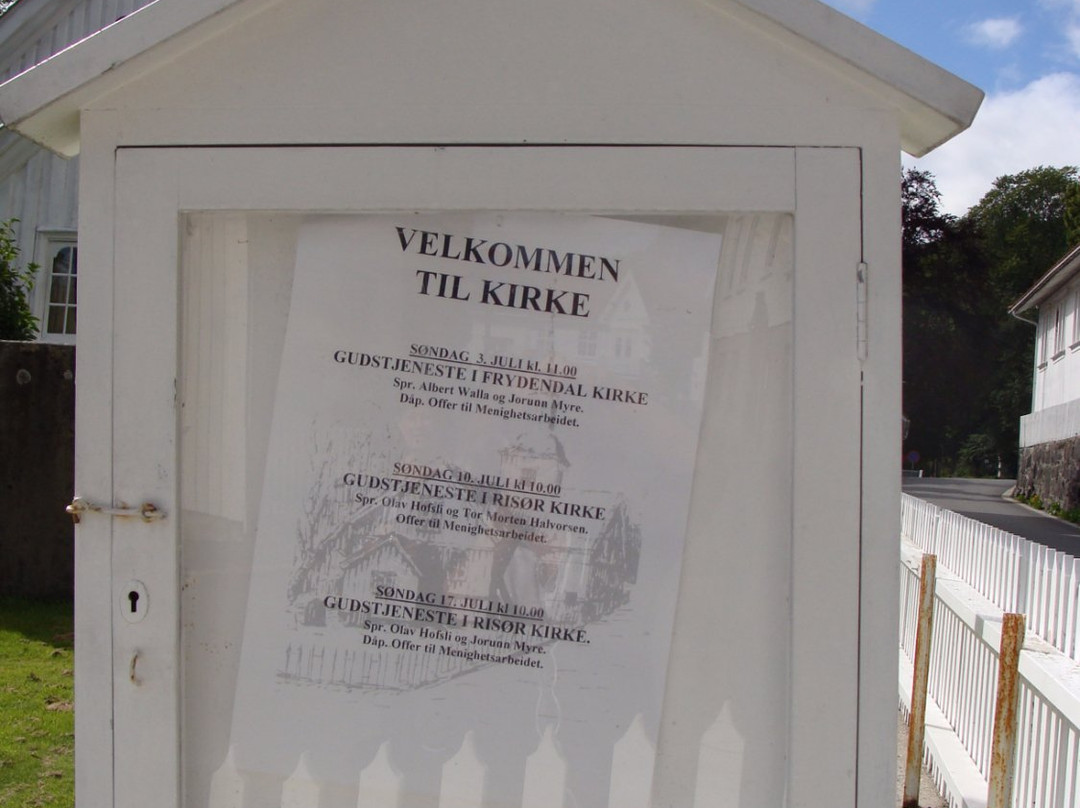 VELKOMMEN
TIL KIRKE
SØNDAG 3. JULI kl. 11.00
GUDSTJENESTE I FRYDENDAL KIRKE
Spr. Albert Walla og Jorunn Myre.
Dåp. Offer til Menighetsarbeidet.
SØNDAG 10. JULI kl 10.00
GUDSTJENESTE I RISØR KIRKE
Spr. Olav Hofsli og Tor Morten Halvorsen.
Offer til Menighetsarbeidet.
SØNDAG 17. JULI kl 10.00
GUDSTJENESTE I RISØR KIRKE.
Spr. Olav Hofsli og Jorunn Myre.
Dåp. Offer til Menighetsarbeidet.